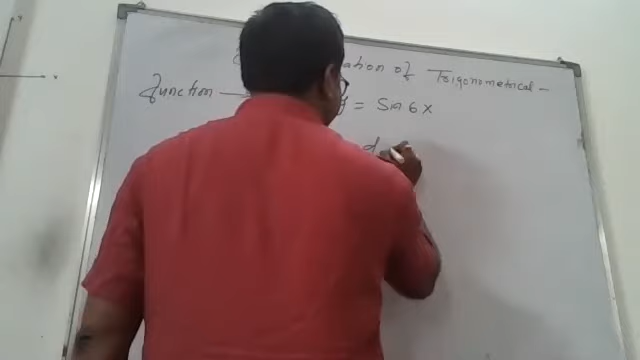 ation of Trigonometrical -
Function — y = Sin 6x
d